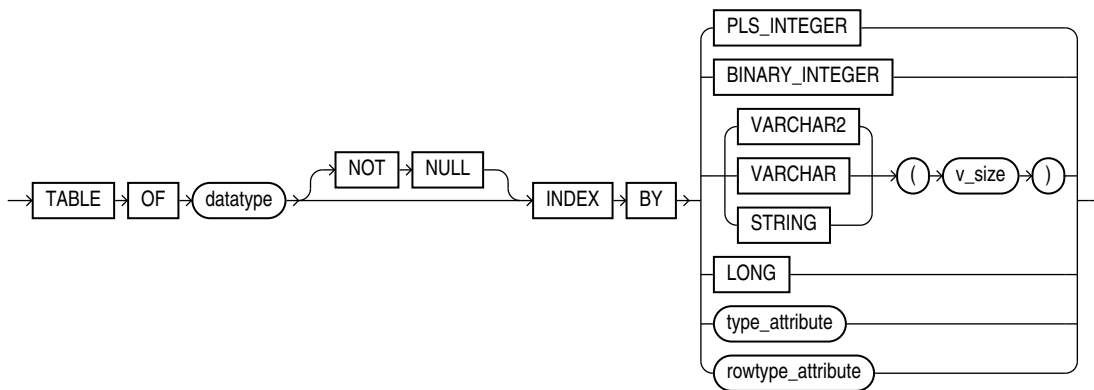 PLS_INTEGER
BINARY_INTEGER
VARCHAR2
NOT NULL
VARCHAR
TABLE OF datatype INDEX BY ( v_size )
STRING
LONG
type_attribute
rowtype_attribute